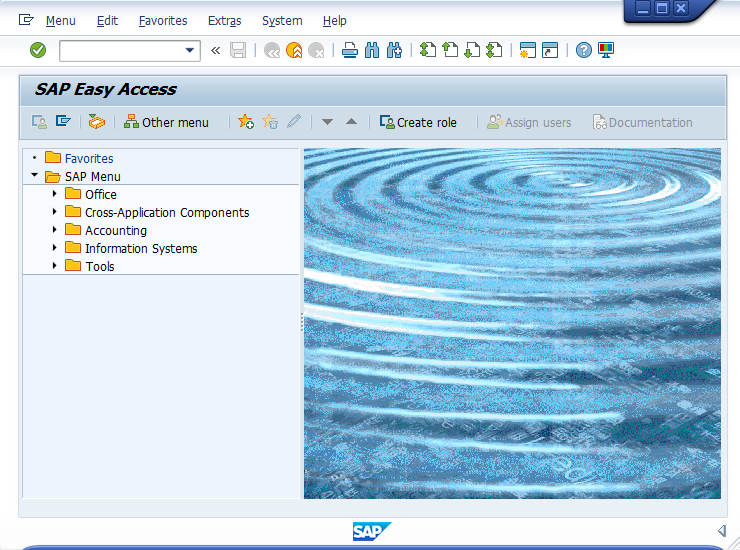 Menu Edit Favorites Extras System Help
SAP Easy Access
Other menu Create role Assign users Documentation
Favorites
SAP Menu
Office
Cross-Application Components
Accounting
Information Systems
Tools
SAP